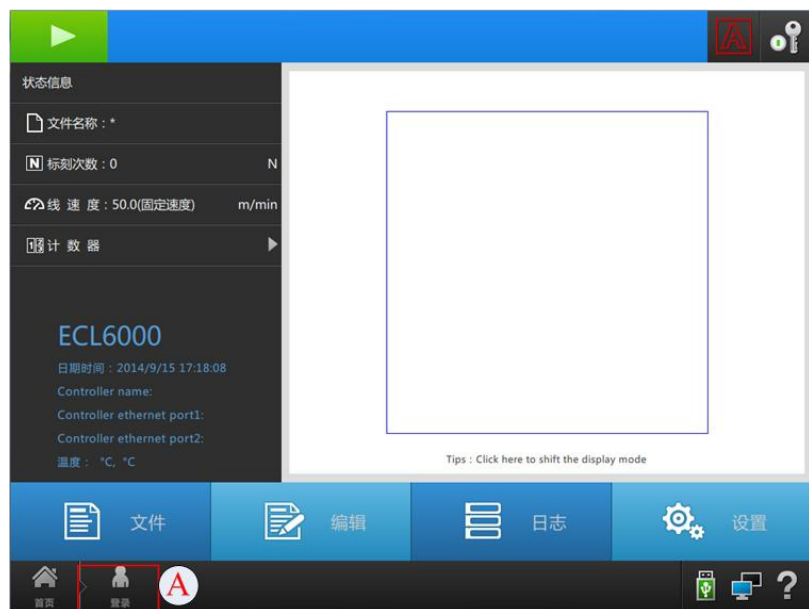 A
状态信息
文件名称 : *
N 标刻次数 : 0 N
线 速 度 : 50.0(固定速度) m/min
计 数 器
ECL6000
日期时间 : 2014/9/15 17:18:08
Controller name:
Controller ethernet port1:
Controller ethernet port2:
温度 : °C, °C
Tips : Click here to shift the display mode
文件 编辑 日志 设置
首页 登录 A ?